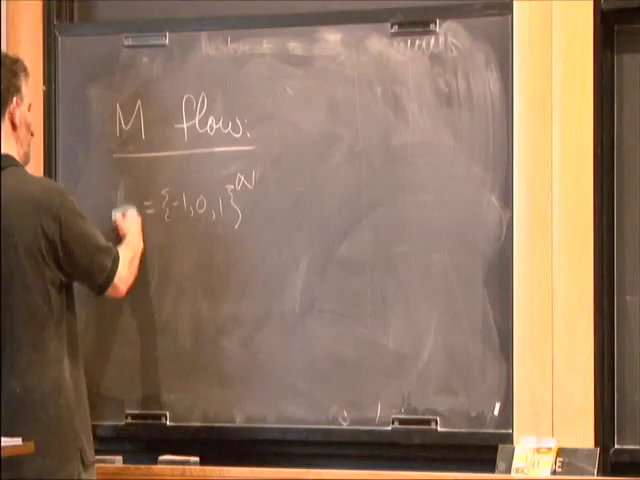 M flow:
= {-1, 0, 1}^N